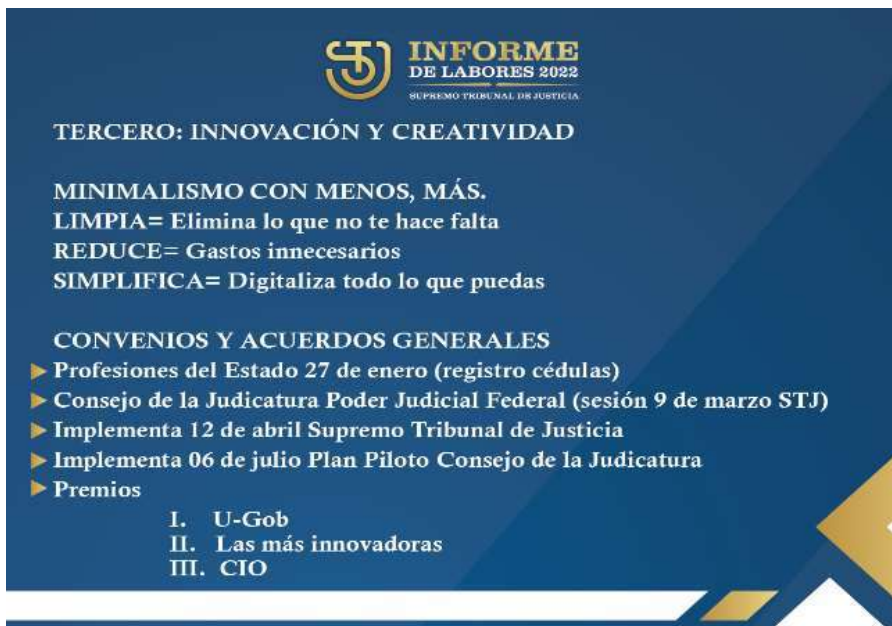 STJ
INFORME
DE LABORES 2022
SUPREMO TRIBUNAL DE JUSTICIA
TERCERO: INNOVACIÓN Y CREATIVIDAD
MINIMALISMO CON MENOS, MÁS.
LIMPIA= Elimina lo que no te hace falta
REDUCE= Gastos innecesarios
SIMPLIFICA= Digitaliza todo lo que puedas
CONVENIOS Y ACUERDOS GENERALES
Profesiones del Estado 27 de enero (registro cédulas)
Consejo de la Judicatura Poder Judicial Federal (sesión 9 de marzo STJ)
Implementa 12 de abril Supremo Tribunal de Justicia
Implementa 06 de julio Plan Piloto Consejo de la Judicatura
Premios
I. U-Gob
II. Las más innovadoras
III. CIO